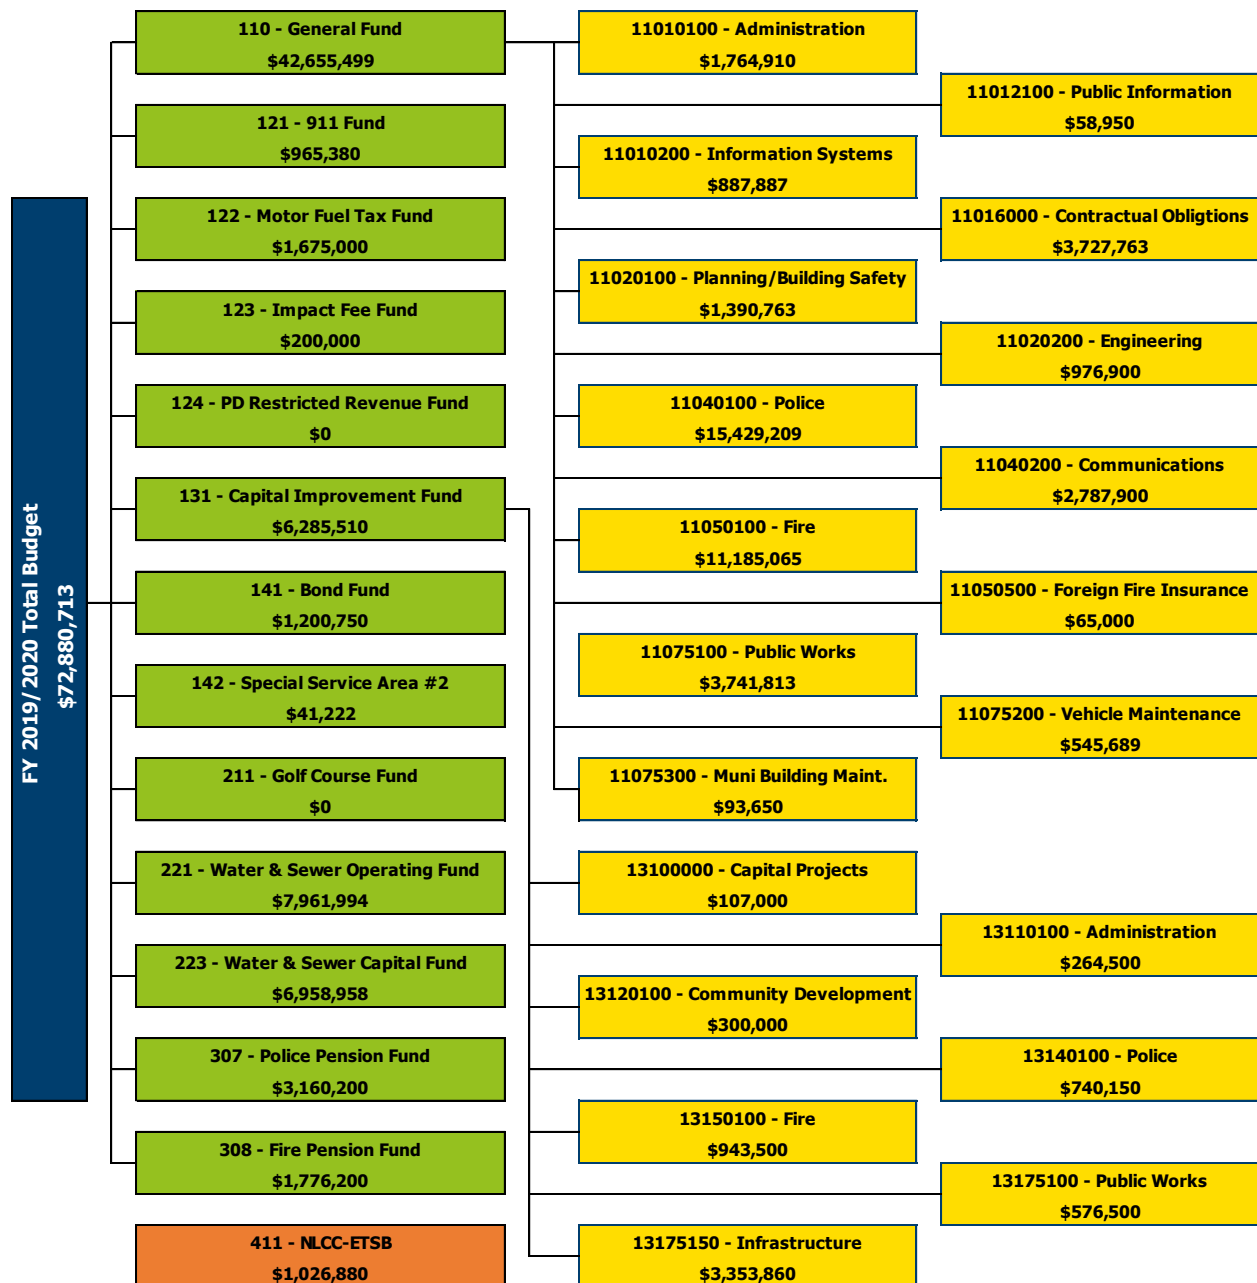 FY 2019/2020 Total Budget
$72,880,713
110 - General Fund
$42,655,499
121 - 911 Fund
$965,380
122 - Motor Fuel Tax Fund
$1,675,000
123 - Impact Fee Fund
$200,000
124 - PD Restricted Revenue Fund
$0
131 - Capital Improvement Fund
$6,285,510
141 - Bond Fund
$1,200,750
142 - Special Service Area #2
$41,222
211 - Golf Course Fund
$0
221 - Water & Sewer Operating Fund
$7,961,994
223 - Water & Sewer Capital Fund
$6,958,958
307 - Police Pension Fund
$3,160,200
308 - Fire Pension Fund
$1,776,200
411 - NLCC-ETSB
$1,026,880
11010100 - Administration
$1,764,910
11012100 - Public Information
$58,950
11010200 - Information Systems
$887,887
11016000 - Contractual Obligtions
$3,727,763
11020100 - Planning/Building Safety
$1,390,763
11020200 - Engineering
$976,900
11040100 - Police
$15,429,209
11040200 - Communications
$2,787,900
11050100 - Fire
$11,185,065
11050500 - Foreign Fire Insurance
$65,000
11075100 - Public Works
$3,741,813
11075200 - Vehicle Maintenance
$545,689
11075300 - Muni Building Maint.
$93,650
13100000 - Capital Projects
$107,000
13110100 - Administration
$264,500
13120100 - Community Development
$300,000
13140100 - Police
$740,150
13150100 - Fire
$943,500
13175100 - Public Works
$576,500
13175150 - Infrastructure
$3,353,860